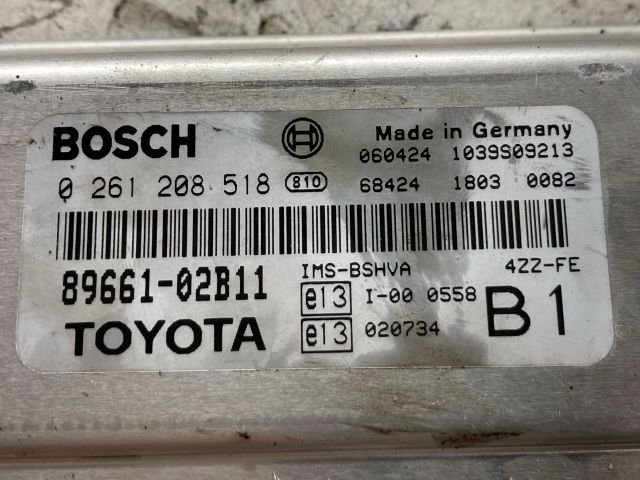 BOSCH
Made in Germany
060424 1039S09213
0 261 208 518 810
68424 1803 0082
IMS-BSHVA 4ZZ-FE
89661-02B11
e13 I-00 0558
B1
TOYOTA
e13 020734